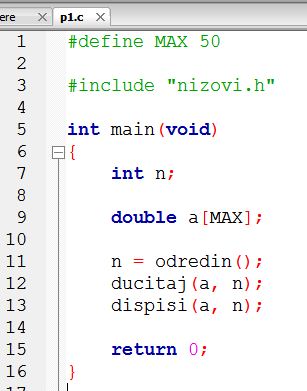 ere
p1.c
1 #define MAX 50
2
3 #include "nizovi.h"
4
5 int main(void)
6 {
7 int n;
8
9 double a[MAX];
10
11 n = odredin();
12 ducitaj(a, n);
13 dispisi(a, n);
14
15 return 0;
16 }
17